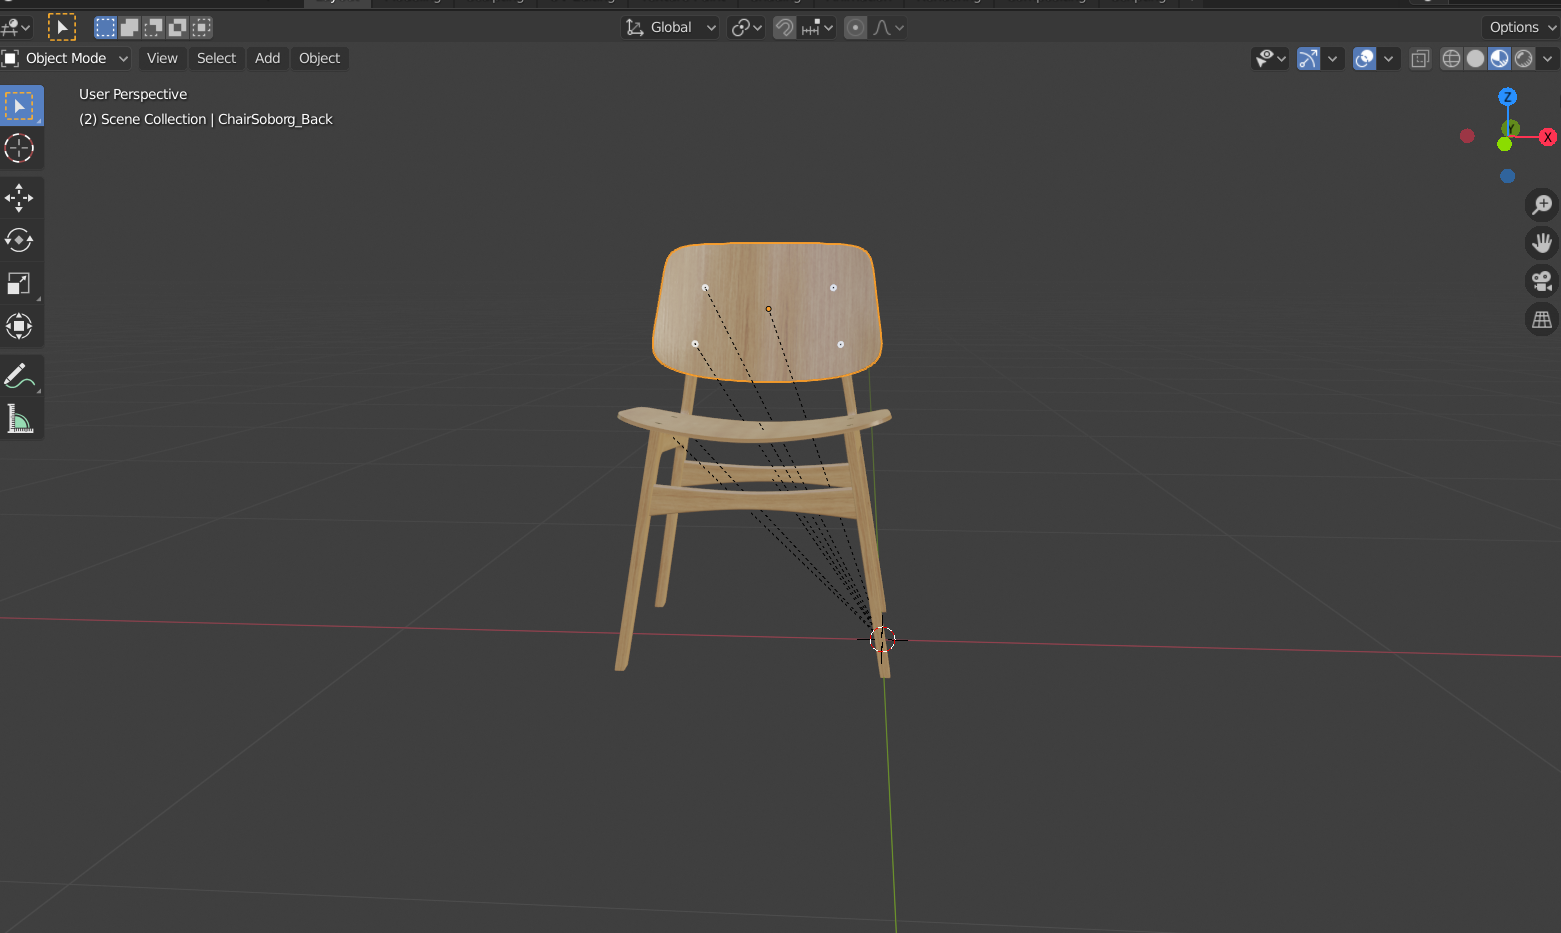 Global
Options
Object Mode
View
Select
Add
Object
User Perspective
(2) Scene Collection | ChairSoborg_Back
Z
Y
X